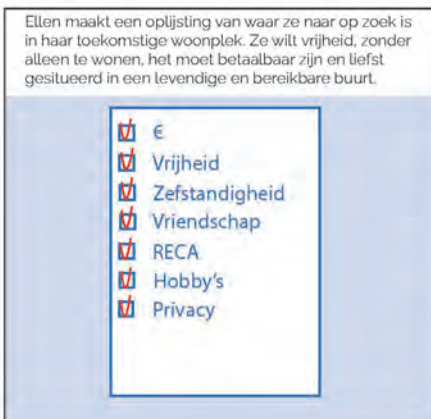 Ellen maakt een oplijsting van waar ze naar op zoek is
in haar toekomstige woonplek. Ze wilt vrijheid, zonder
alleen te wonen, het moet betaalbaar zijn en liefst
gesitueerd in een levendige en bereikbare buurt.
€
Vrijheid
Zefstandigheid
Vriendschap
RECA
Hobby's
Privacy